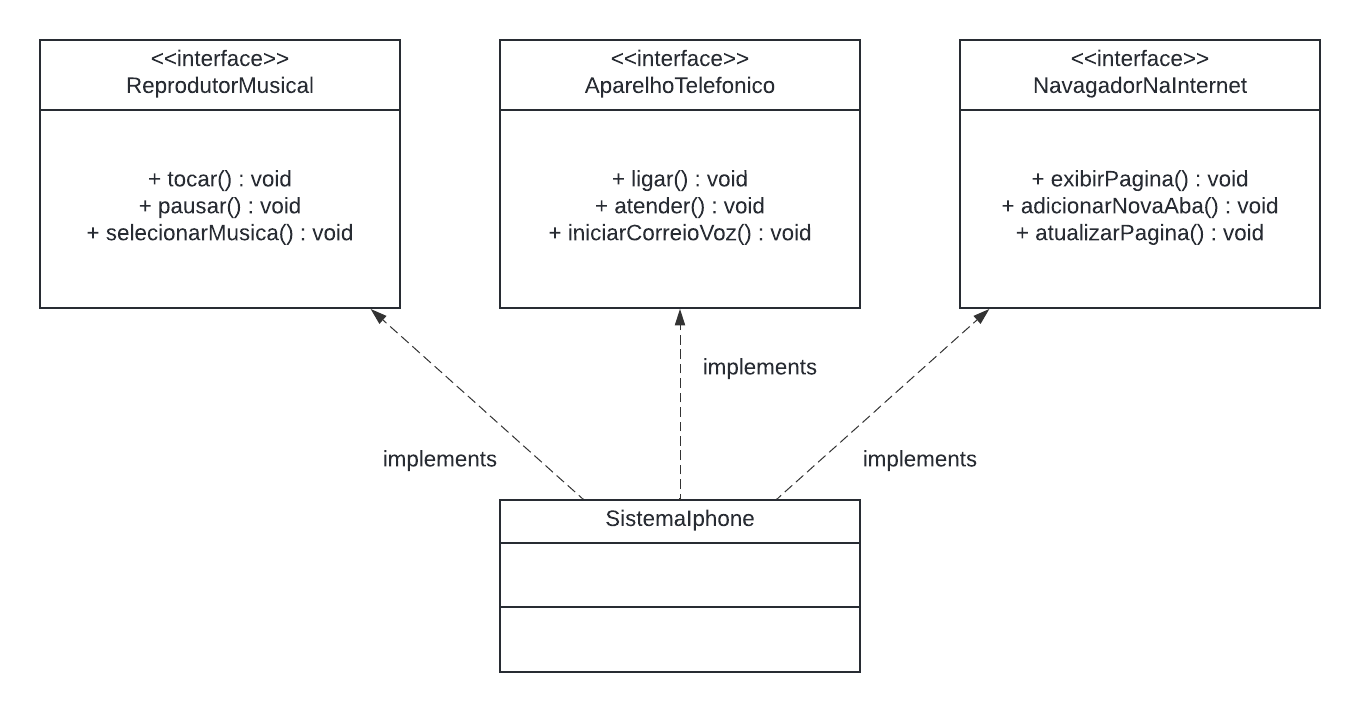 <<interface>>
ReprodutorMusical
+ tocar() : void
+ pausar() : void
+ selecionarMusica() : void
<<interface>>
AparelhoTelefonico
+ ligar() : void
+ atender() : void
+ iniciarCorreioVoz() : void
<<interface>>
NavagadorNaInternet
+ exibirPagina() : void
+ adicionarNovaAba() : void
+ atualizarPagina() : void
implements
implements
implements
SistemaIphone